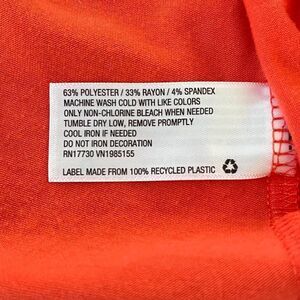 63% POLYESTER / 33% RAYON / 4% SPANDEX
MACHINE WASH COLD WITH LIKE COLORS
ONLY NON-CHLORINE BLEACH WHEN NEEDED
TUMBLE DRY LOW, REMOVE PROMPTLY
COOL IRON IF NEEDED
DO NOT IRON DECORATION
RN17730 VN1985155
LABEL MADE FROM 100% RECYCLED PLASTIC